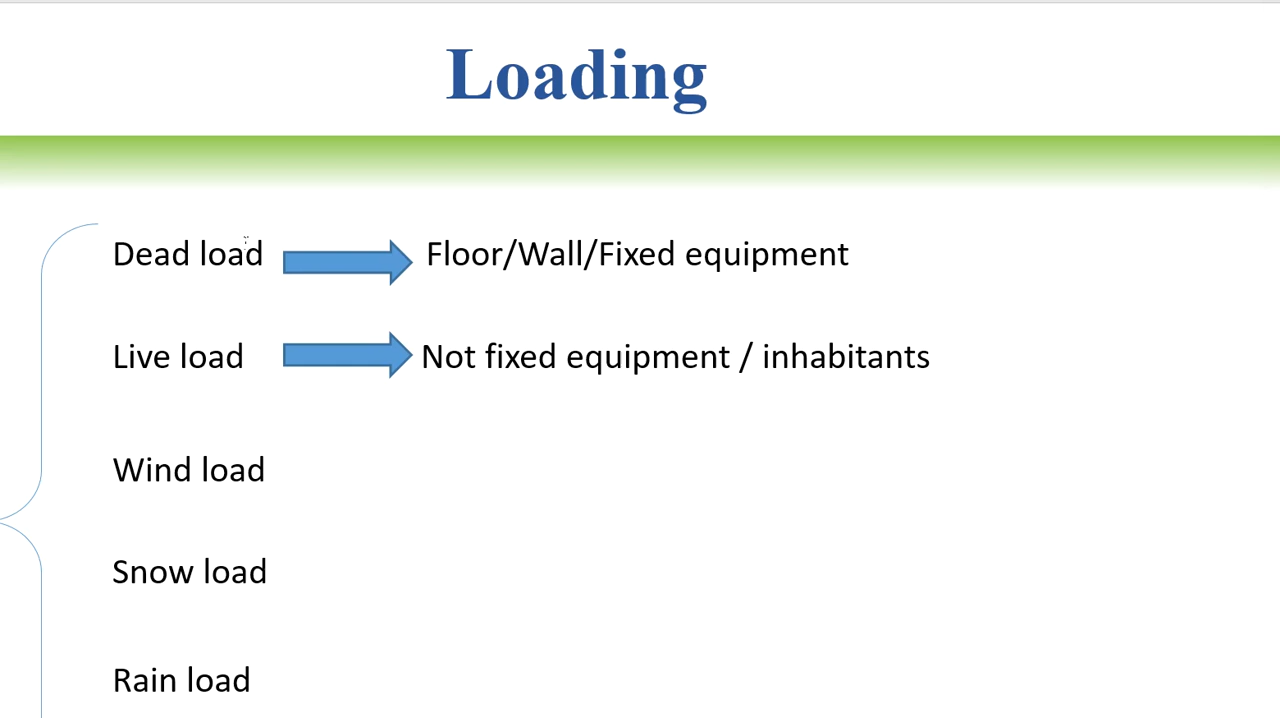 Loading
Dead load Floor/Wall/Fixed equipment
Live load Not fixed equipment / inhabitants
Wind load
Snow load
Rain load